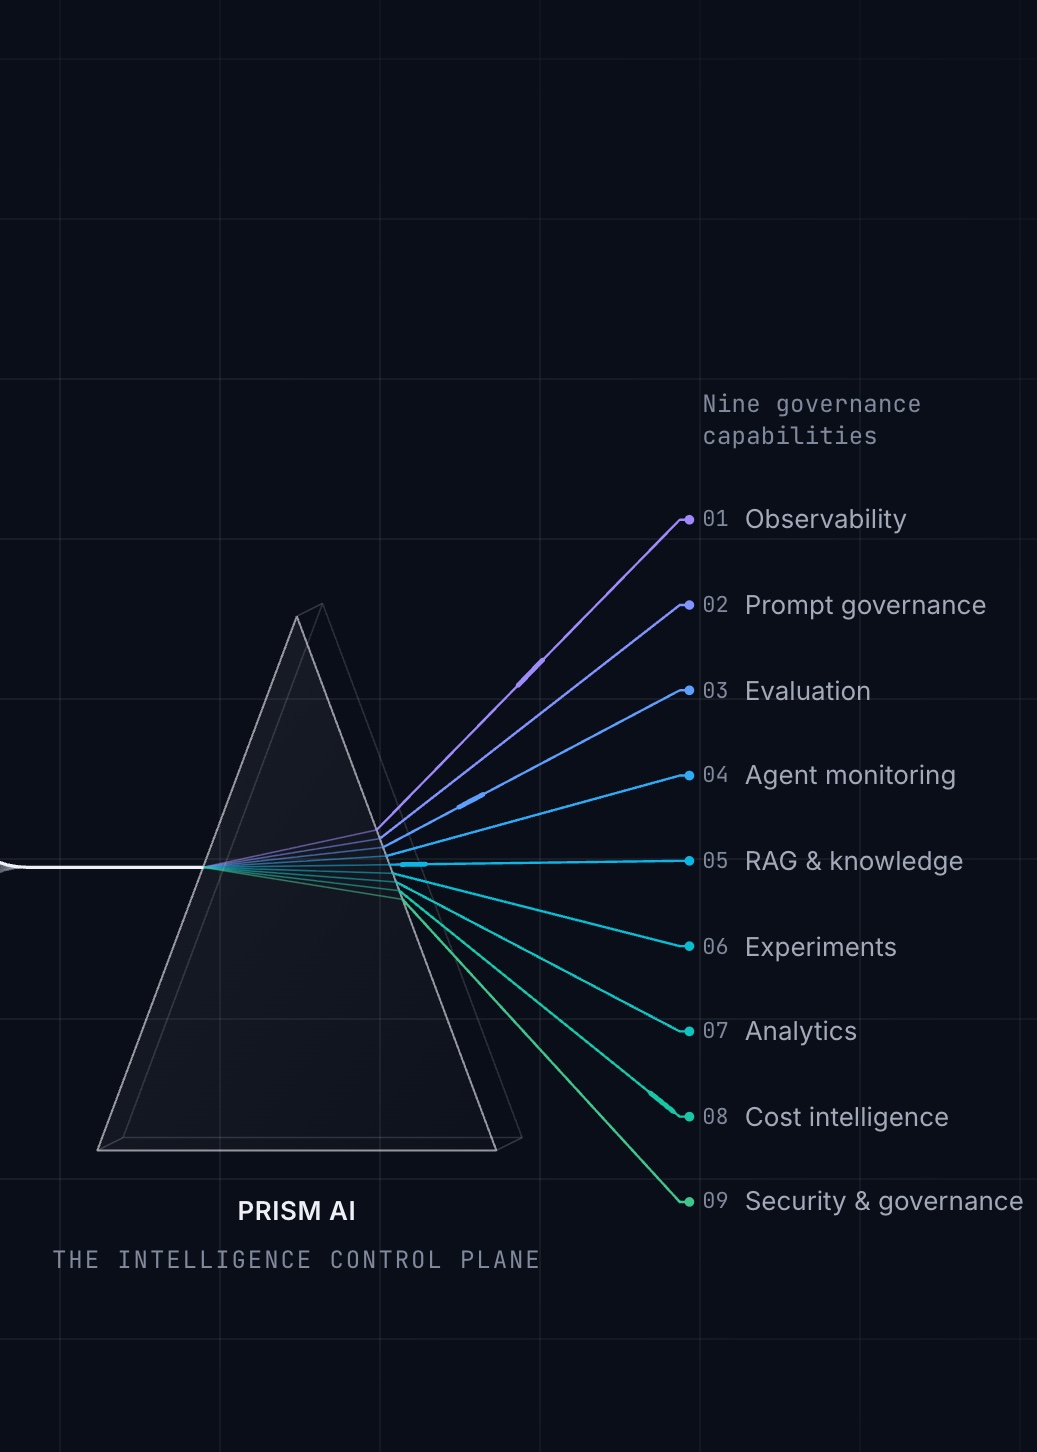 Nine governance
capabilities
01 Observability
02 Prompt governance
03 Evaluation
04 Agent monitoring
05 RAG & knowledge
06 Experiments
07 Analytics
08 Cost intelligence
09 Security & governance
PRISM AI
THE INTELLIGENCE CONTROL PLANE